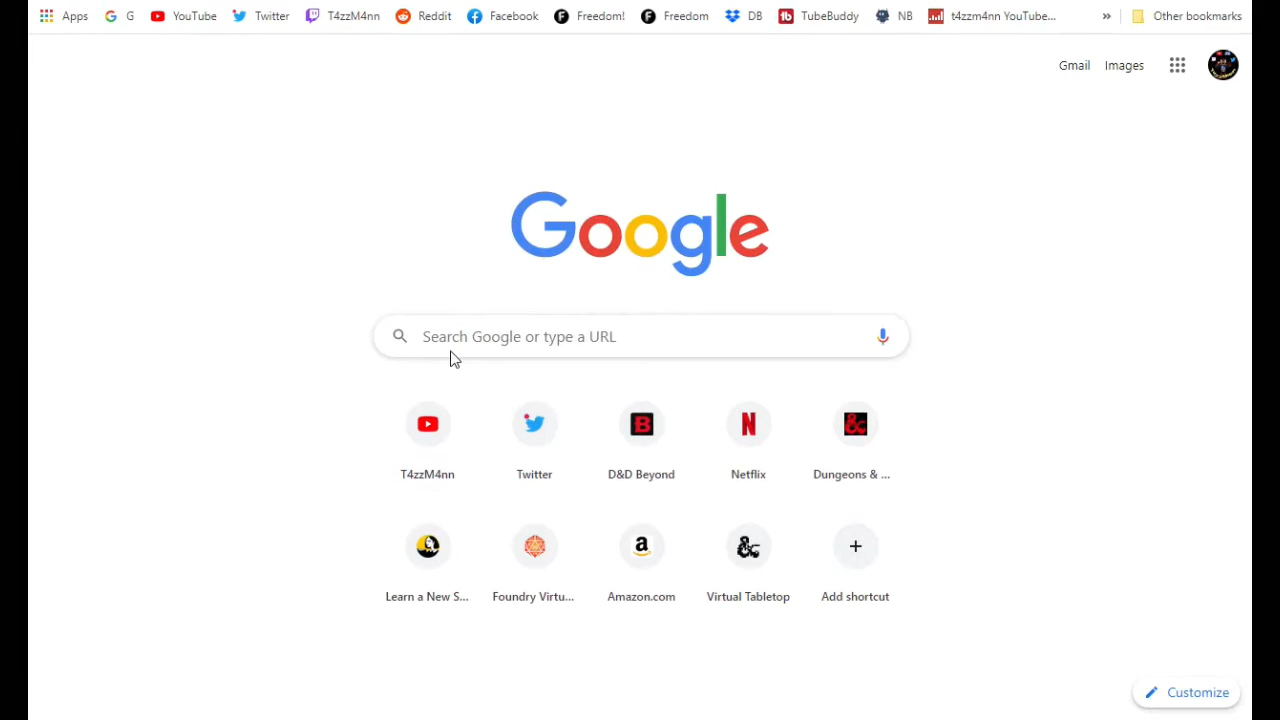 Apps G YouTube Twitter T4zzM4nn Reddit Facebook Freedom! Freedom DB TubeBuddy NB t4zzm4nn YouTube... » Other bookmarks
Gmail Images
Google
Search Google or type a URL
T4zzM4nn Twitter D&D Beyond Netflix Dungeons & ...
Learn a New S... Foundry Virtu... Amazon.com Virtual Tabletop Add shortcut
Customize